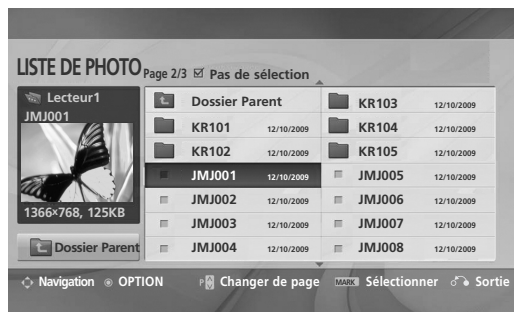 LISTE DE PHOTO Page 2/3 Pas de sélection
Lecteur1
JMJ001
1366×768, 125KB
Dossier Parent
Dossier Parent
KR101 12/10/2009
KR102 12/10/2009
JMJ001 12/10/2009
JMJ002 12/10/2009
JMJ003 12/10/2009
JMJ004 12/10/2009
KR103 12/10/2009
KR104 12/10/2009
KR105 12/10/2009
JMJ005 12/10/2009
JMJ006 12/10/2009
JMJ007 12/10/2009
JMJ008 12/10/2009
Navigation OPTION P Changer de page MARK Sélectionner Sortie